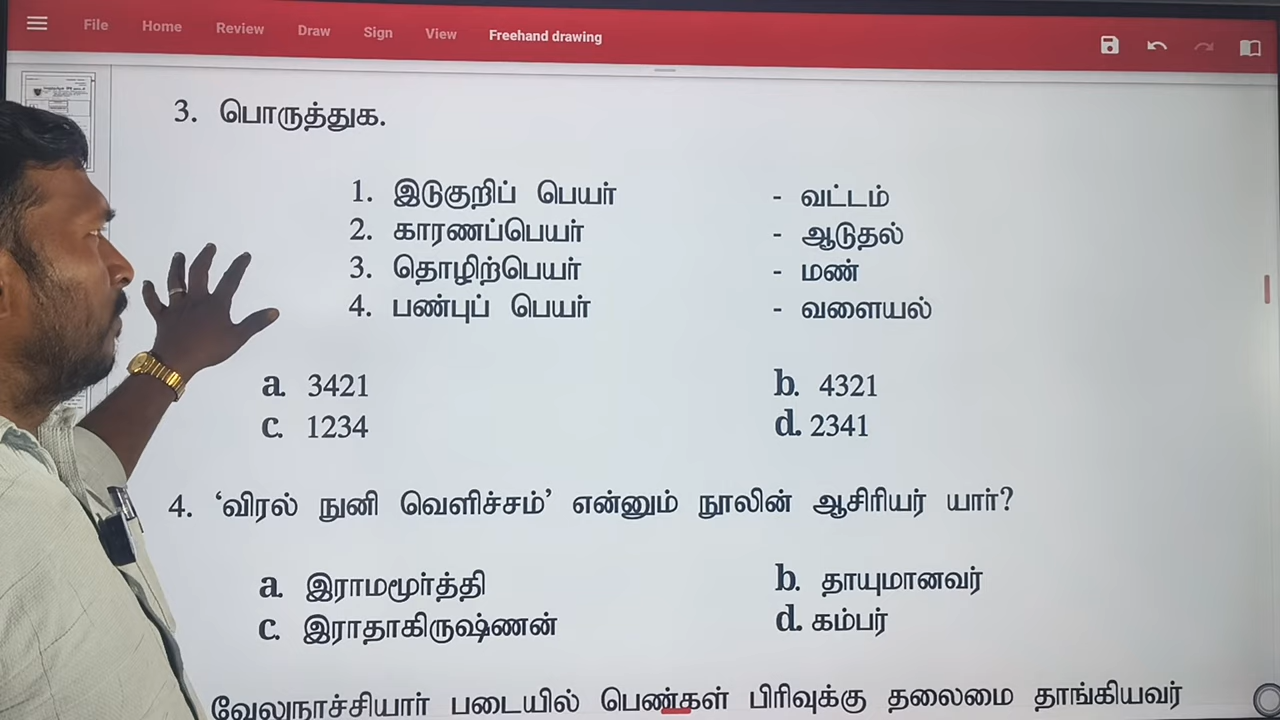 File Home Review Draw Sign View Freehand drawing
3. பொருத்துக.
1. இடுகுறிப் பெயர் - வட்டம்
2. காரணப்பெயர் - ஆடுதல்
3. தொழிற்பெயர் - மண்
4. பண்புப் பெயர் - வளையல்
a. 3421 b. 4321
c. 1234 d. 2341
4. ‘விரல் நுனி வெளிச்சம்’ என்னும் நூலின் ஆசிரியர் யார்?
a. இராமமூர்த்தி b. தாயுமானவர்
c. இராதாகிருஷ்ணன் d. கம்பர்
வேலுநாச்சியார் படையில் பெண்கள் பிரிவுக்கு தலைமை தாங்கியவர்